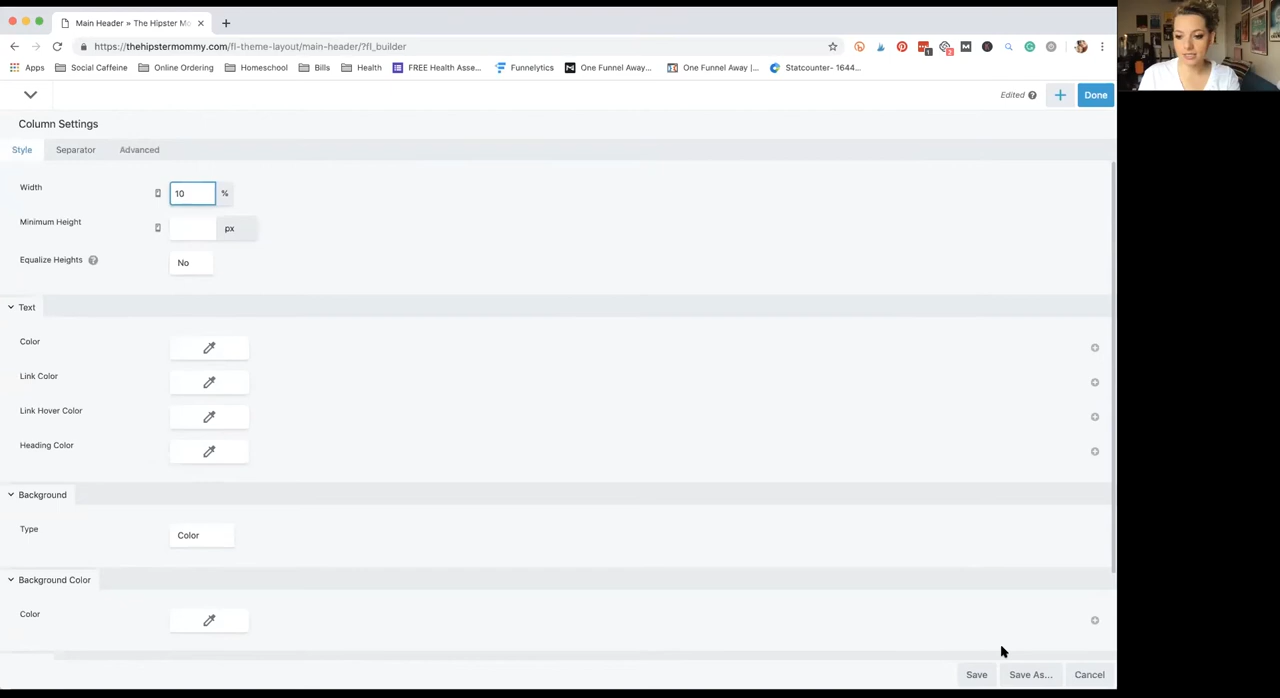 Main Header » The Hipster Mo
https://thehipstermommy.com/fl-theme-layout/main-header/?fl_builder
Apps Social Caffeine Online Ordering Homeschool Bills Health FREE Health Asse... Funnelytics One Funnel Away... One Funnel Away |... Statcounter- 1644...
Edited Done
Column Settings
Style Separator Advanced
Width 10 %
Minimum Height px
Equalize Heights No
Text
Color
Link Color
Link Hover Color
Heading Color
Background
Type Color
Background Color
Color
Save Save As... Cancel